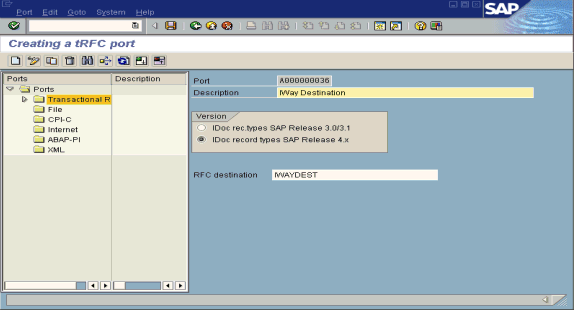 Port Edit Goto System Help
SAP
Creating a tRFC port
Ports Description
Ports
Transactional R
File
CPI-C
Internet
ABAP-PI
XML
Port A000000036
Description IWay Destination
Version
IDoc rec.types SAP Release 3.0/3.1
IDoc record types SAP Release 4.x
RFC destination IWAYDEST